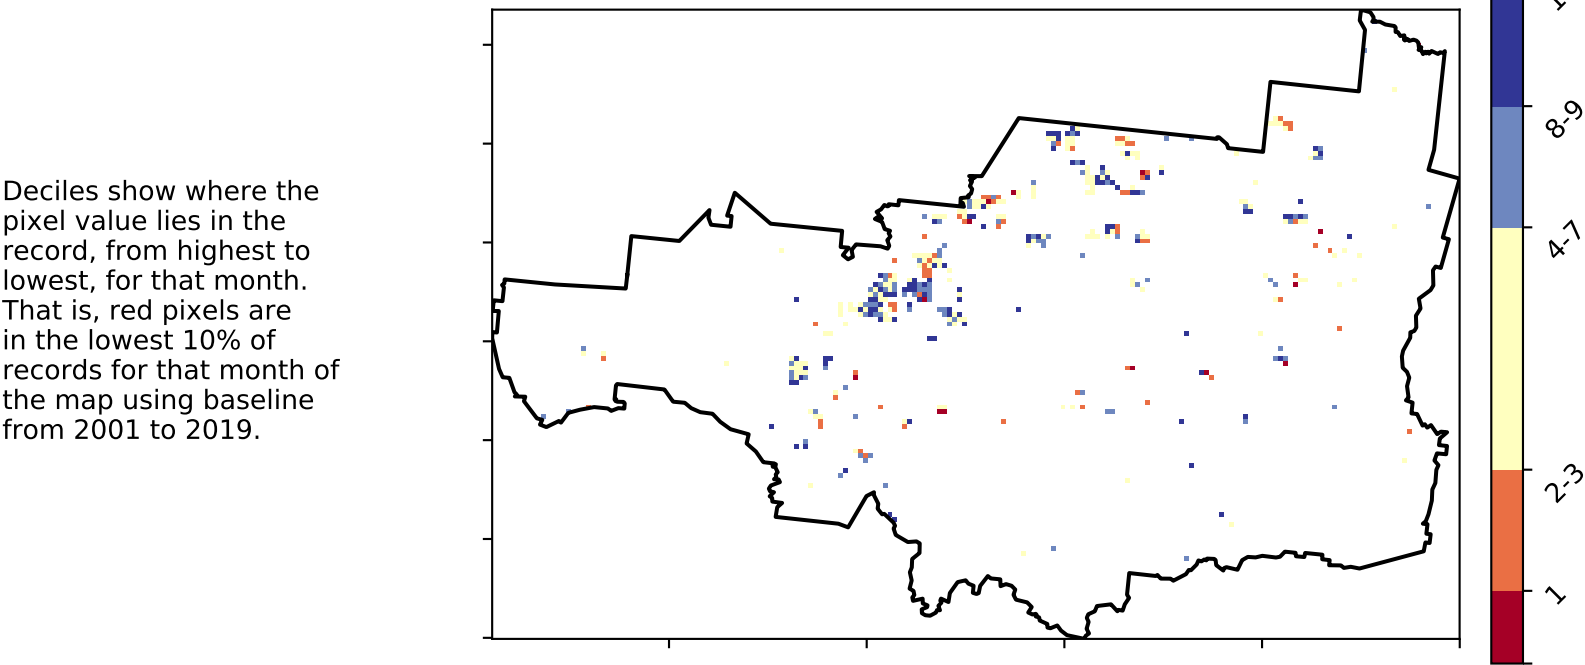 Deciles show where the
pixel value lies in the
record, from highest to
lowest, for that month.
That is, red pixels are
in the lowest 10% of
records for that month of
the map using baseline
from 2001 to 2019.
8-9
4-7
2-3
1